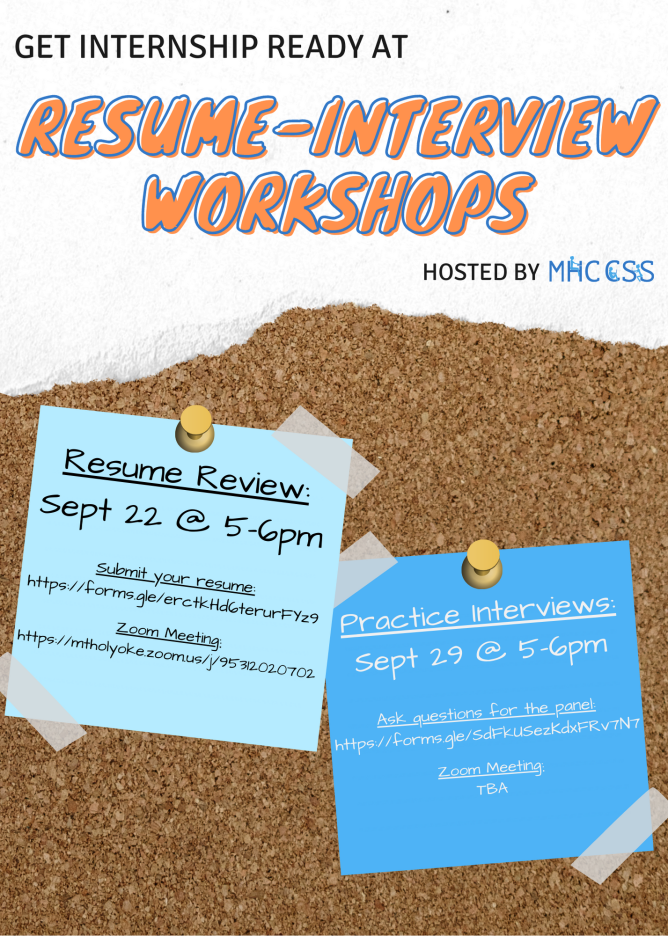 GET INTERNSHIP READY AT
RESUME-INTERVIEW
WORKSHOPS
HOSTED BY MHC CSS
Resume Review:
Sept 22 @ 5-6pm
Submit your resume:
https://forms.gle/erctkHd6terurFYz9
Zoom Meeting:
https://mtholyoke.zoom.us/j/95312020702
Practice Interviews:
Sept 29 @ 5-6pm
Ask questions for the panel:
https://forms.gle/SdFkuSezKdxFRv7N7
Zoom Meeting:
TBA